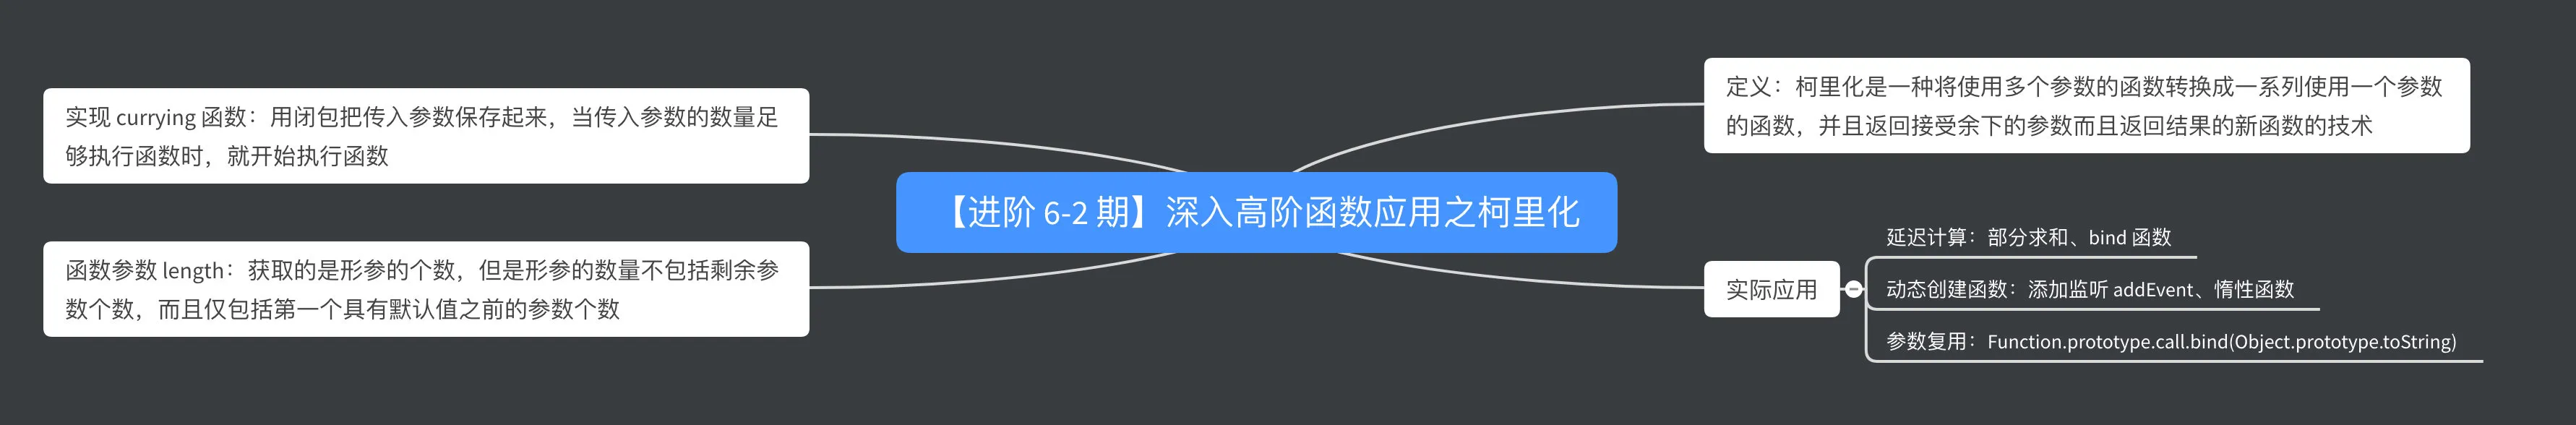 【进阶 6-2 期】深入高阶函数应用之柯里化
定义：柯里化是一种将使用多个参数的函数转换成一系列使用一个参数
的函数，并且返回接受余下的参数而且返回结果的新函数的技术
实际应用
延迟计算：部分求和、bind 函数
动态创建函数：添加监听 addEvent、惰性函数
参数复用：Function.prototype.call.bind(Object.prototype.toString)
实现 currying 函数：用闭包把传入参数保存起来，当传入参数的数量足
够执行函数时，就开始执行函数
函数参数 length：获取的是形参的个数，但是形参的数量不包括剩余参
数个数，而且仅包括第一个具有默认值之前的参数个数